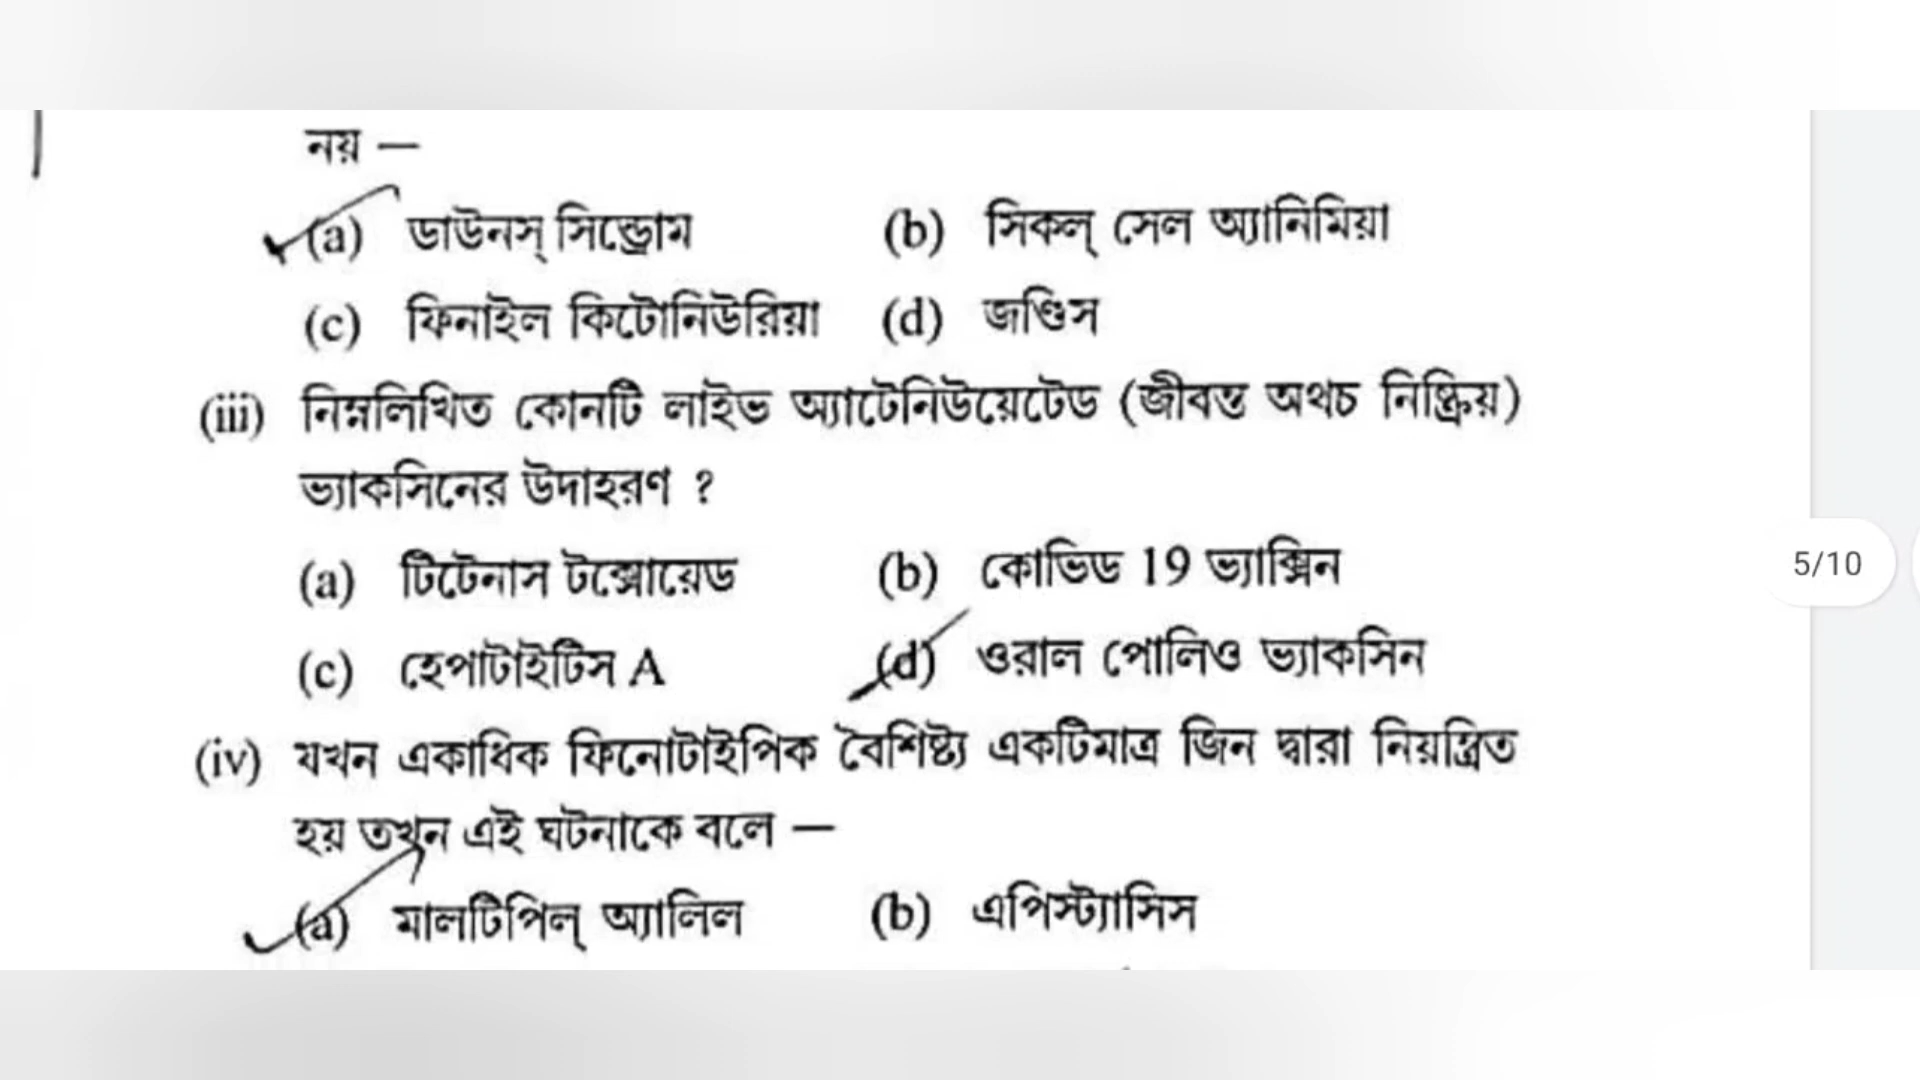 নয় —
(a) ডাউনস্ সিন্ড্রোম (b) সিকল্ সেল অ্যানিমিয়া
(c) ফিনাইল কিটোনিউরিয়া (d) জণ্ডিস
(iii) নিম্নলিখিত কোনটি লাইভ অ্যাটেনিউয়েটেড (জীবন্ত অথচ নিষ্ক্রিয়)
ভ্যাকসিনের উদাহরণ ?
(a) টিটেনাস টক্সোয়েড (b) কোভিড 19 ভ্যাক্সিন
5/10
(c) হেপাটাইটিস A (d) ওরাল পোলিও ভ্যাকসিন
(iv) যখন একাধিক ফিনোটাইপিক বৈশিষ্ট্য একটিমাত্র জিন দ্বারা নিয়ন্ত্রিত
হয় তখন এই ঘটনাকে বলে —
(a) মালটিপিল্ অ্যালিল (b) এপিস্ট্যাসিস